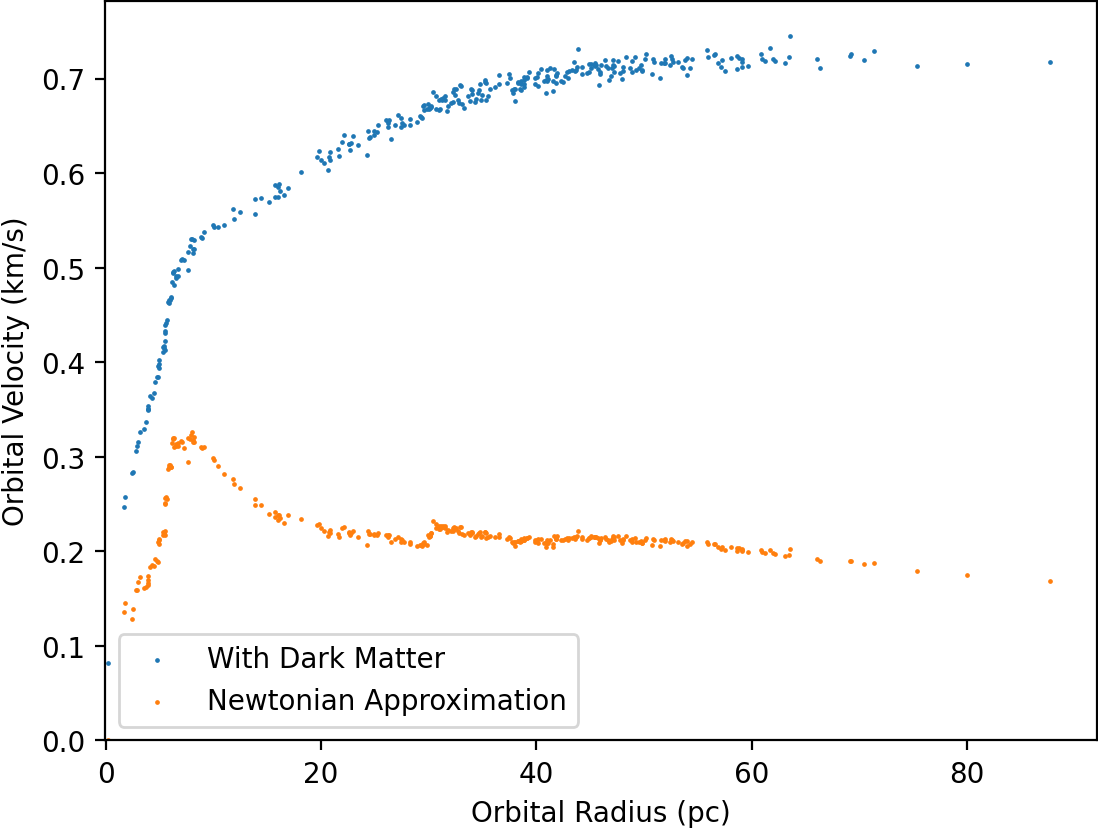 0.7
0.6
0.5
0.4
0.3
0.2
0.1
0.0
Orbital Velocity (km/s)
With Dark Matter
Newtonian Approximation
0 20 40 60 80
Orbital Radius (pc)